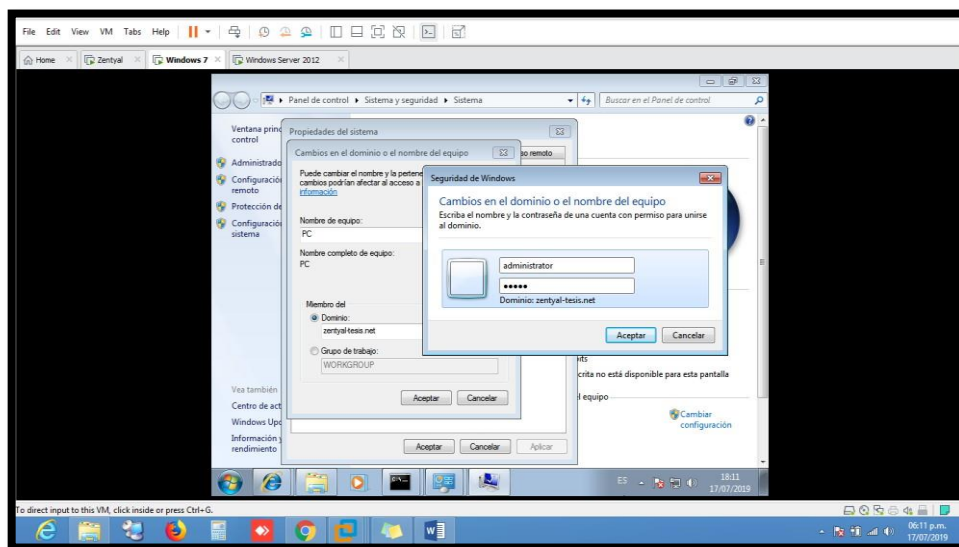 File Edit View VM Tabs Help
Home Zentyal Windows 7 Windows Server 2012
Panel de control Sistema y seguridad Sistema
Buscar en el Panel de control
Ventana princ
control
Administrado
Configuració
remoto
Protección de
Configuració
sistema
Vea también
Centro de act
Windows Upd
Información y
rendimiento
Propiedades del sistema
so remoto
Cambios en el dominio o el nombre del equipo
Puede cambiar el nombre y la pertene
cambios podrían afectar al acceso a
información
Nombre de equipo:
PC
Nombre completo de equipo:
PC
Miembro del
Dominio:
zentyal-tesis.net
Grupo de trabajo:
WORKGROUP
Aceptar Cancelar
Aceptar Cancelar Aplicar
Seguridad de Windows
Cambios en el dominio o el nombre del equipo
Escriba el nombre y la contraseña de una cuenta con permiso para unirse
al dominio.
administrator
●●●●●
Dominio: zentyal-tesis.net
Aceptar Cancelar
crita no está disponible para esta pantalla
l equipo
Cambiar
configuración
ES 18:11
17/07/2019
To direct input to this VM, click inside or press Ctrl+G.
06:11 p.m.
17/07/2019